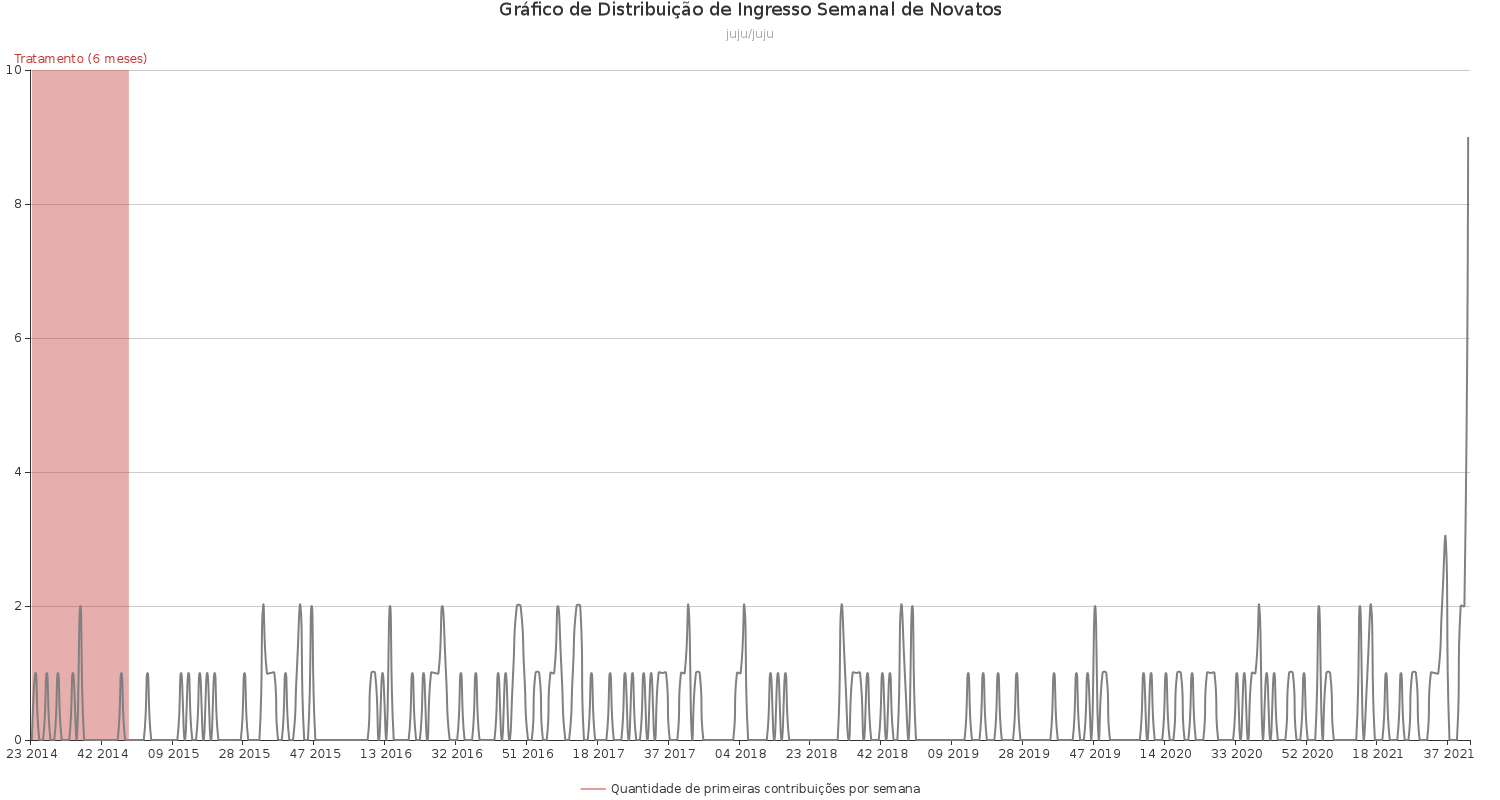 Gráfico de Distribuição de Ingresso Semanal de Novatos
juju/juju
Tratamento (6 meses)
10
8
6
4
2
0
23 2014 42 2014 09 2015 28 2015 47 2015 13 2016 32 2016 51 2016 18 2017 37 2017 04 2018 23 2018 42 2018 09 2019 28 2019 47 2019 14 2020 33 2020 52 2020 18 2021 37 2021
Quantidade de primeiras contribuições por semana